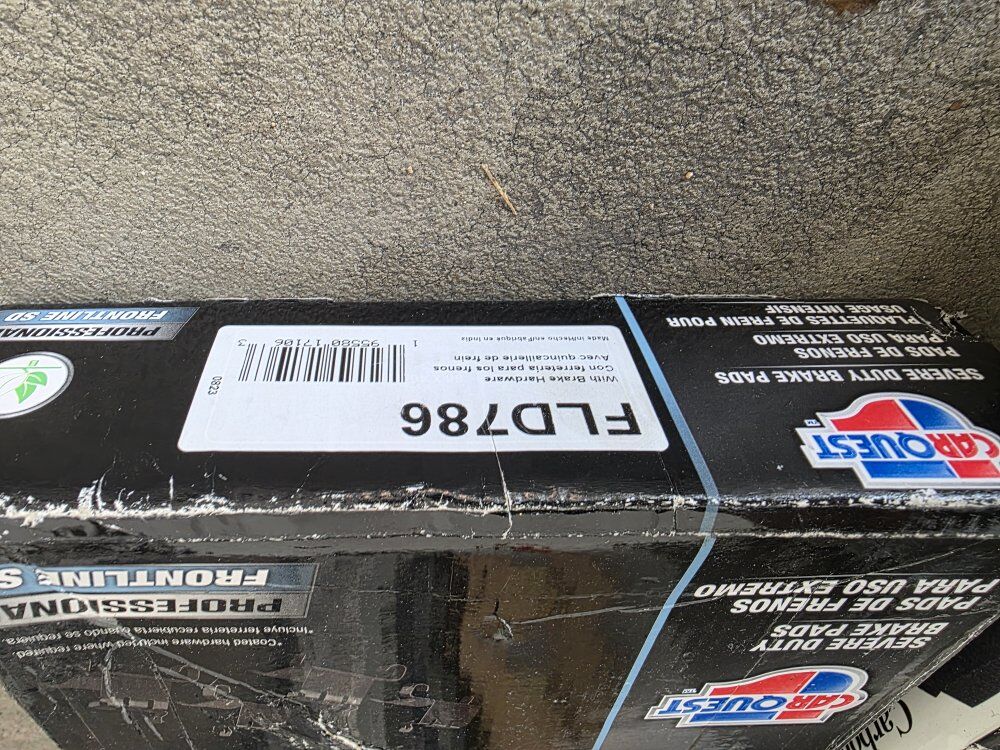 CARQUEST
SEVERE DUTY BRAKE PADS
PADS DE FRENOS
PARA USO EXTREMO
PLAQUETTES DE FREIN POUR
USAGE INTENSIF
FLD786
With Brake Hardware
Con ferretería para los frenos
Avec quincaillerie de frein
Made in/Hecho en/Fabriqué en India
1 95580 17106 3
0823
PROFESSIONA
FRONTLINE SD
CARQUEST
SEVERE DUTY
BRAKE PADS
PADS DE FRENOS
PARA USO EXTREMO
PROFESSIONA
FRONTLINE S
*Coated hardware included where required.
*Incluye ferretería recubierta cuando se requiera.